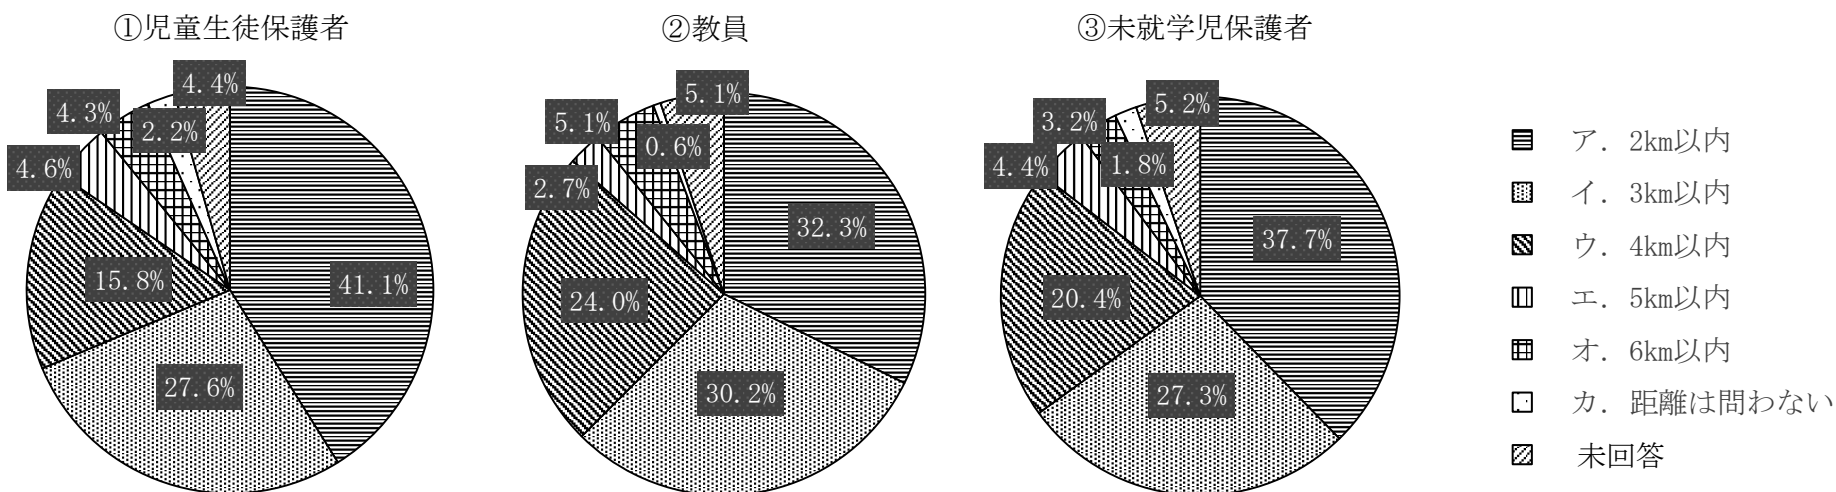 ①児童生徒保護者
4.4%
4.3%
2.2%
4.6%
15.8%
41.1%
27.6%
②教員
5.1%
5.1%
0.6%
2.7%
32.3%
24.0%
30.2%
③未就学児保護者
5.2%
3.2%
1.8%
4.4%
37.7%
20.4%
27.3%
ア．2km以内
イ．3km以内
ウ．4km以内
エ．5km以内
オ．6km以内
カ．距離は問わない
未回答